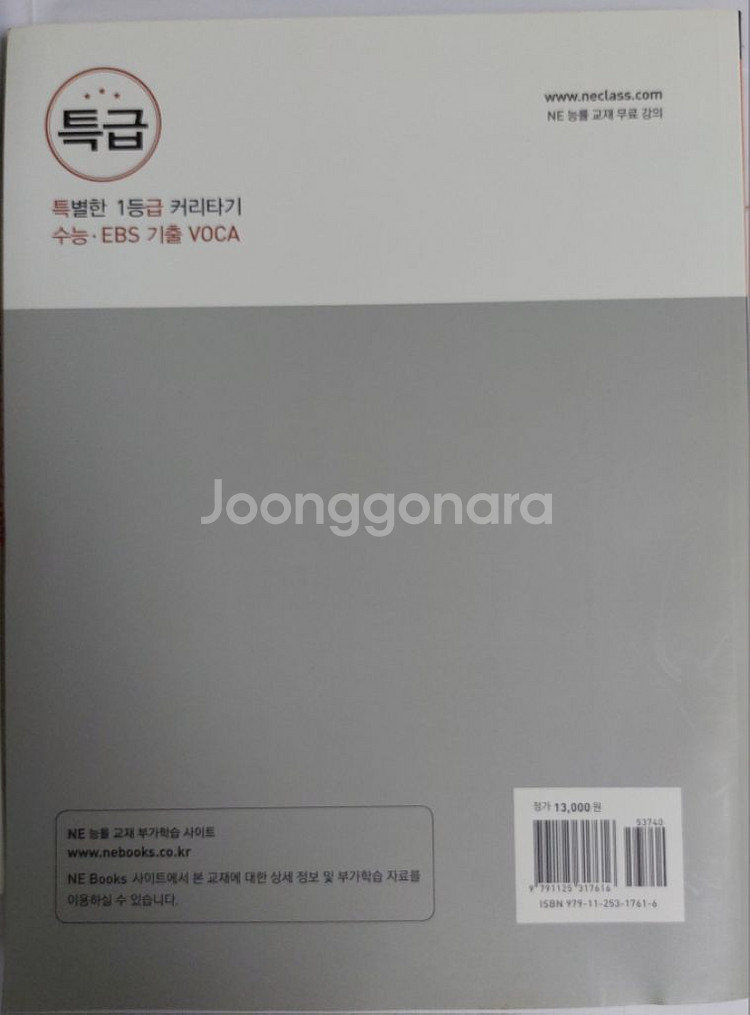 특급
www.neclass.com
NE 능률 교재 무료 강의
특별한 1등급 커리타기
수능·EBS 기출 VOCA
Joonggonara
NE 능률 교재 부가학습 사이트
www.nebooks.co.kr
NE Books 사이트에서 본 교재에 대한 상세 정보 및 부가학습 자료를
이용하실 수 있습니다.
정가 13,000원
53740
9 791125 317616
ISBN 979-11-253-1761-6